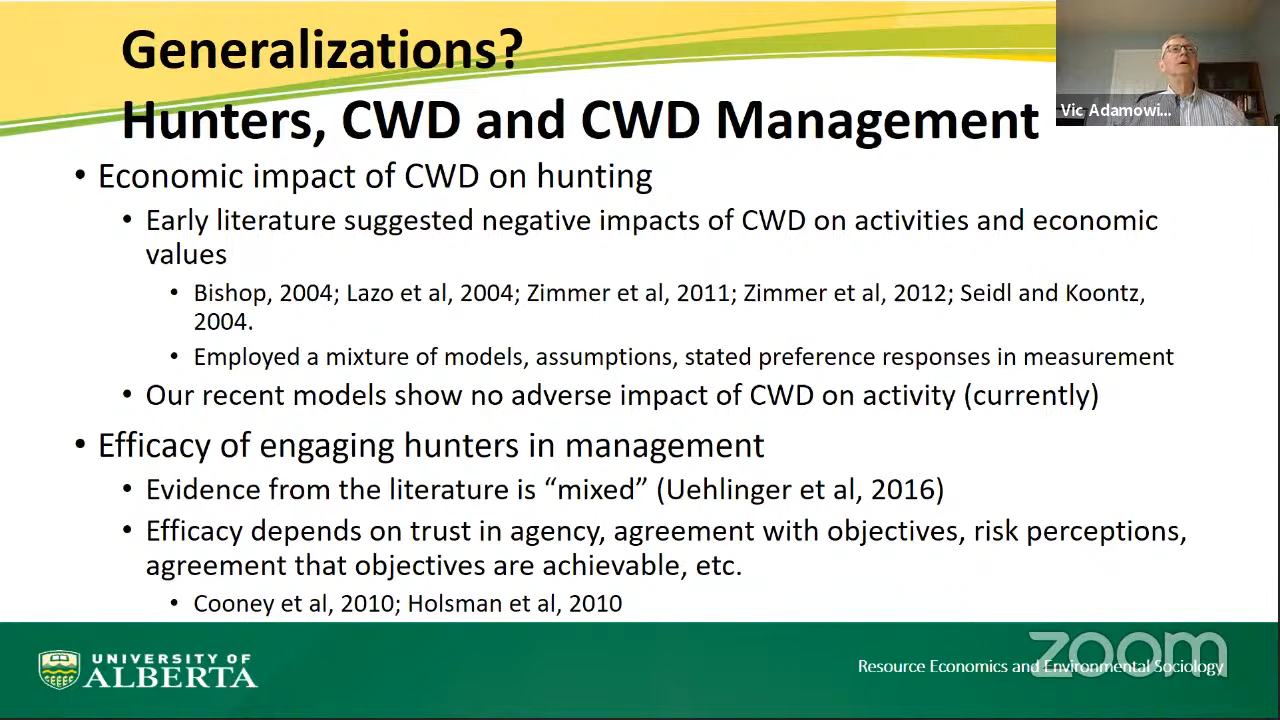 Generalizations?
Hunters, CWD and CWD Management
Vic Adamowi...
• Economic impact of CWD on hunting
• Early literature suggested negative impacts of CWD on activities and economic
values
• Bishop, 2004; Lazo et al, 2004; Zimmer et al, 2011; Zimmer et al, 2012; Seidl and Koontz,
2004.
• Employed a mixture of models, assumptions, stated preference responses in measurement
• Our recent models show no adverse impact of CWD on activity (currently)
• Efficacy of engaging hunters in management
• Evidence from the literature is “mixed” (Uehlinger et al, 2016)
• Efficacy depends on trust in agency, agreement with objectives, risk perceptions,
agreement that objectives are achievable, etc.
• Cooney et al, 2010; Holsman et al, 2010
UNIVERSITY OF
ALBERTA
Resource Economics and Environmental Sociology
zoom